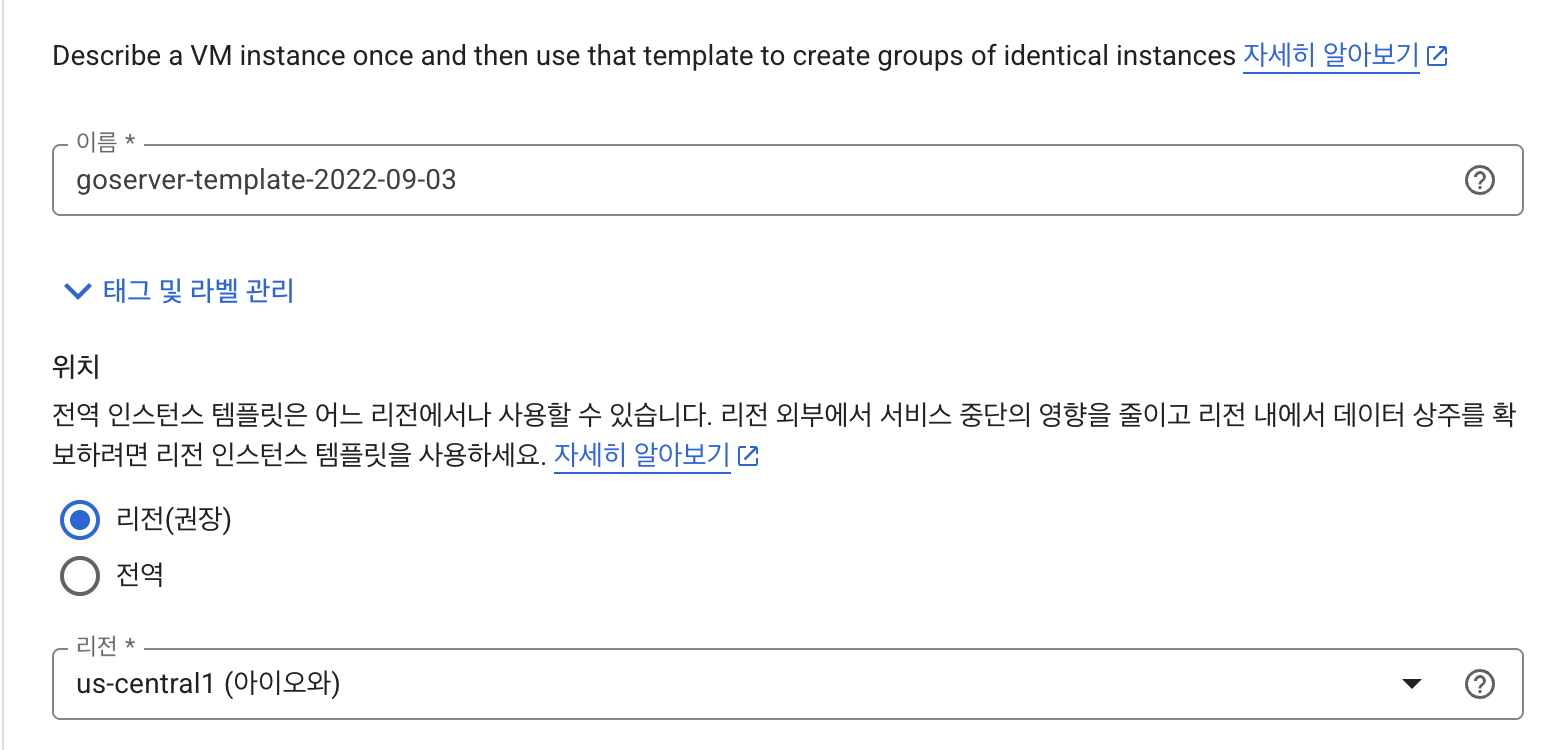 Describe a VM instance once and then use that template to create groups of identical instances 자세히 알아보기
이름 *
goserver-template-2022-09-03
태그 및 라벨 관리
위치
전역 인스턴스 템플릿은 어느 리전에서나 사용할 수 있습니다. 리전 외부에서 서비스 중단의 영향을 줄이고 리전 내에서 데이터 상주를 확
보하려면 리전 인스턴스 템플릿을 사용하세요. 자세히 알아보기
리전(권장)
전역
리전 *
us-central1 (아이오와)